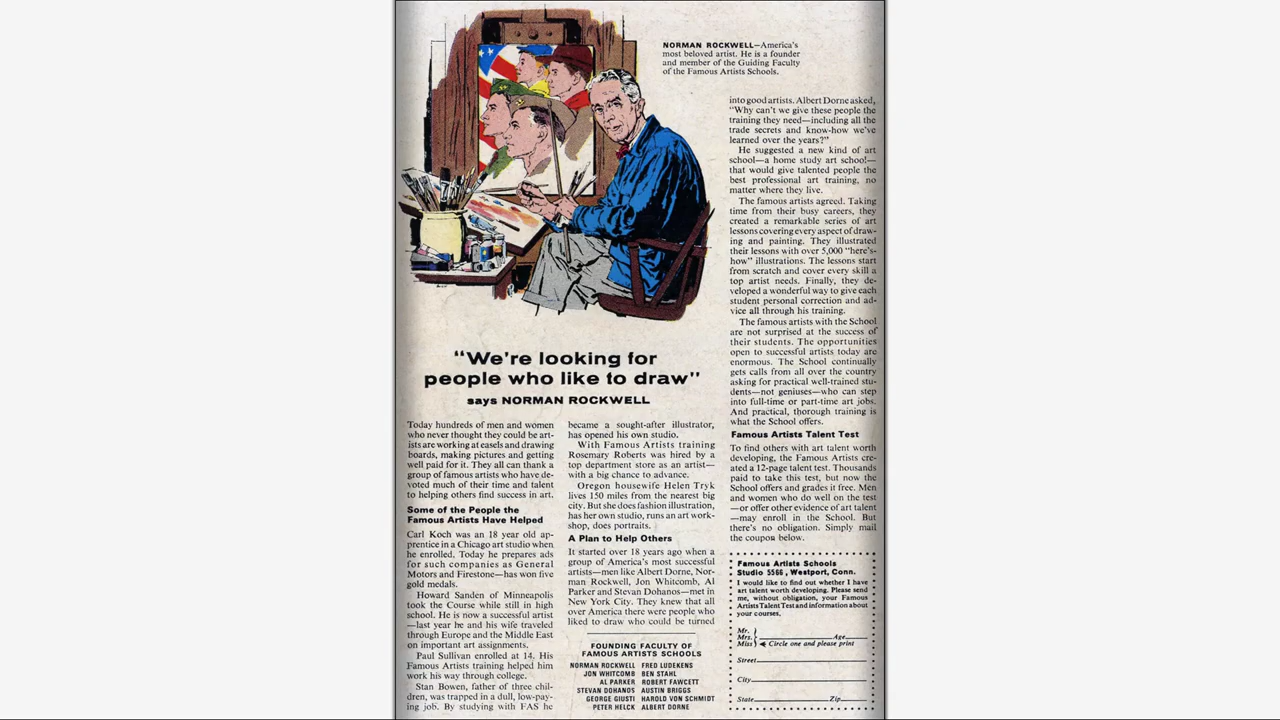 NORMAN ROCKWELL—America's
most beloved artist. He is a founder
and member of the Guiding Faculty
of the Famous Artists Schools.
"We're looking for
people who like to draw"
says NORMAN ROCKWELL
Today hundreds of men and women
who never thought they could be art-
ists are working at easels and drawing
boards, making pictures and getting
well paid for it. They all can thank a
group of famous artists who have de-
voted much of their time and talent
to helping others find success in art.
Some of the People the
Famous Artists Have Helped
Carl Koch was an 18 year old ap-
prentice in a Chicago art studio when
he enrolled. Today he prepares ads
for such companies as General
Motors and Firestone—has won five
gold medals.
Howard Sanden of Minneapolis
took the Course while still in high
school. He is now a successful artist
—last year he and his wife traveled
through Europe and the Middle East
on important art assignments.
Paul Sullivan enrolled at 14. His
Famous Artists training helped him
work his way through college.
Stan Bowen, father of three chil-
dren, was trapped in a dull, low-pay-
ing job. By studying with FAS he
became a sought-after illustrator,
has opened his own studio.
With Famous Artists training
Rosemary Roberts was hired by a
top department store as an artist—
with a big chance to advance.
Oregon housewife Helen Tryk
lives 150 miles from the nearest big
city. But she does fashion illustration,
has her own studio, runs an art work-
shop, does portraits.
A Plan to Help Others
It started over 18 years ago when a
group of America's most successful
artists—men like Albert Dorne, Nor-
man Rockwell, Jon Whitcomb, Al
Parker and Stevan Dohanos—met in
New York City. They knew that all
over America there were people who
liked to draw who could be turned
FOUNDING FACULTY OF
FAMOUS ARTISTS SCHOOLS
NORMAN ROCKWELL FRED LUDEKENS
JON WHITCOMB BEN STAHL
AL PARKER ROBERT FAWCETT
STEVAN DOHANOS AUSTIN BRIGGS
GEORGE GIUSTI HAROLD VON SCHMIDT
PETER HELCK ALBERT DORNE
into good artists. Albert Dorne asked,
"Why can't we give these people the
training they need—including all the
trade secrets and know-how we've
learned over the years?"
He suggested a new kind of art
school—a home study art school—
that would give talented people the
best professional art training, no
matter where they live.
The famous artists agreed. Taking
time from their busy careers, they
created a remarkable series of art
lessons covering every aspect of draw-
ing and painting. They illustrated
their lessons with over 5,000 "here's-
how" illustrations. The lessons start
from scratch and cover every skill a
top artist needs. Finally, they de-
veloped a wonderful way to give each
student personal correction and ad-
vice all through his training.
The famous artists with the School
are not surprised at the success of
their students. The opportunities
open to successful artists today are
enormous. The School continually
gets calls from all over the country
asking for practical well-trained stu-
dents—not geniuses—who can step
into full-time or part-time art jobs.
And practical, thorough training is
what the School offers.
Famous Artists Talent Test
To find others with art talent worth
developing, the Famous Artists cre-
ated a 12-page talent test. Thousands
paid to take this test, but now the
School offers and grades it free. Men
and women who do well on the test
—or offer other evidence of art talent
—may enroll in the School. But
there's no obligation. Simply mail
the coupon below.
Famous Artists Schools
Studio 5566, Westport, Conn.
I would like to find out whether I have
art talent worth developing. Please send
me, without obligation, your Famous
Artists Talent Test and information about
your courses.
Mr.
Mrs. Age
Miss Circle one and please print
Street
City
State Zip